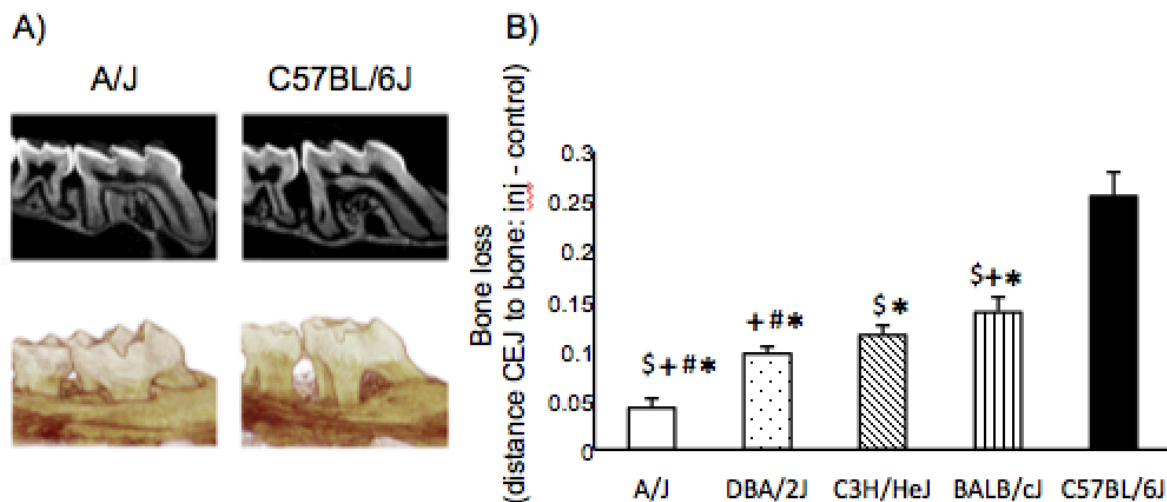 A)
A/J
C57BL/6J
B)
Bone loss
(distance CEJ to bone: inj - control)
0.3
0.25
0.2
0.15
0.1
0.05
0
$+#*
+#*
$*
$+*
A/J
DBA/2J
C3H/HeJ
BALB/cJ
C57BL/6J